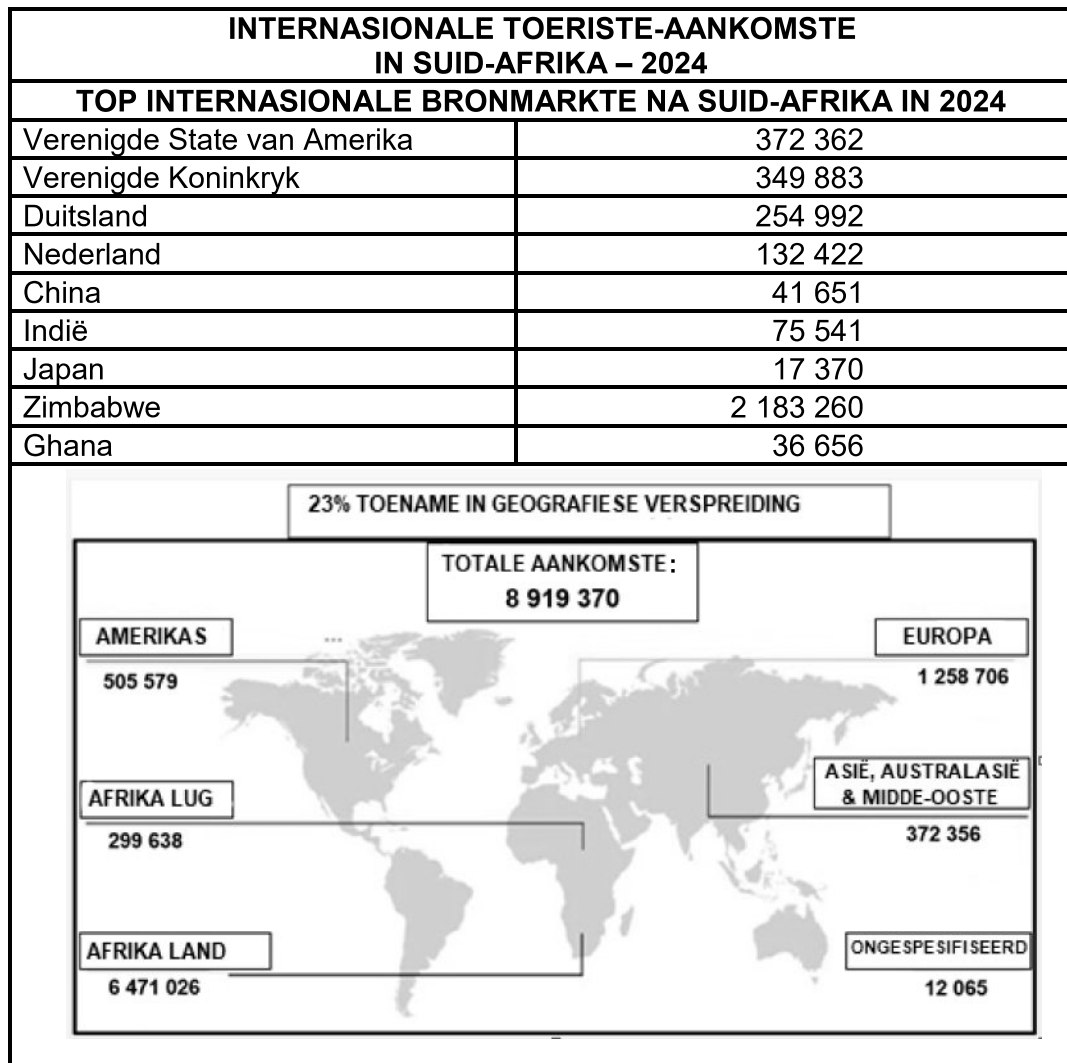 INTERNASIONALE TOERISTE-AANKOMSTE
IN SUID-AFRIKA – 2024
TOP INTERNASIONALE BRONMARKTE NA SUID-AFRIKA IN 2024
Verenigde State van Amerika 372 362
Verenigde Koninkryk 349 883
Duitsland 254 992
Nederland 132 422
China 41 651
Indië 75 541
Japan 17 370
Zimbabwe 2 183 260
Ghana 36 656
23% TOENAME IN GEOGRAFIESE VERSPREIDING
TOTALE AANKOMSTE:
8 919 370
AMERIKAS
505 579
EUROPA
1 258 706
ASIË, AUSTRALASIË
& MIDDE-OOSTE
372 356
AFRIKA LUG
299 638
AFRIKA LAND
6 471 026
ONGESPESIFISEERD
12 065